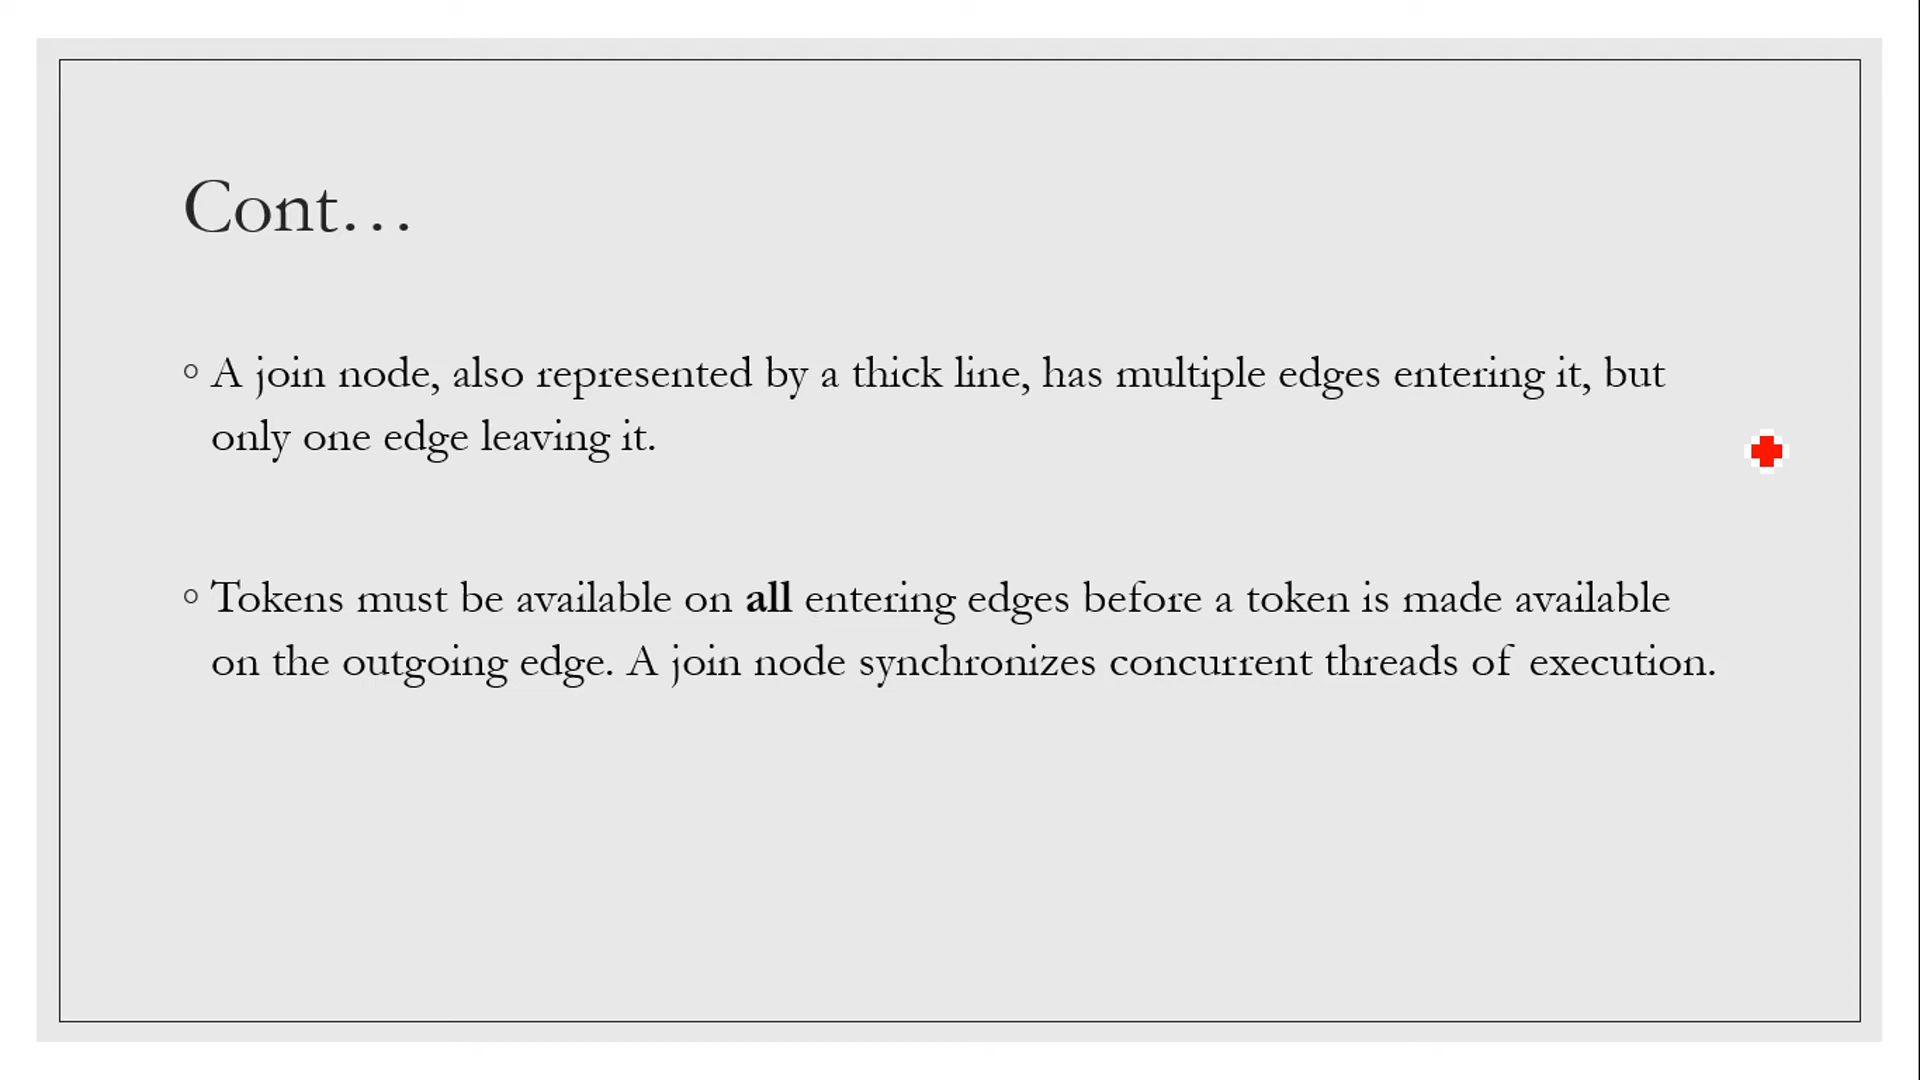 Cont…
◦ A join node, also represented by a thick line, has multiple edges entering it, but
only one edge leaving it.
◦ Tokens must be available on all entering edges before a token is made available
on the outgoing edge. A join node synchronizes concurrent threads of execution.